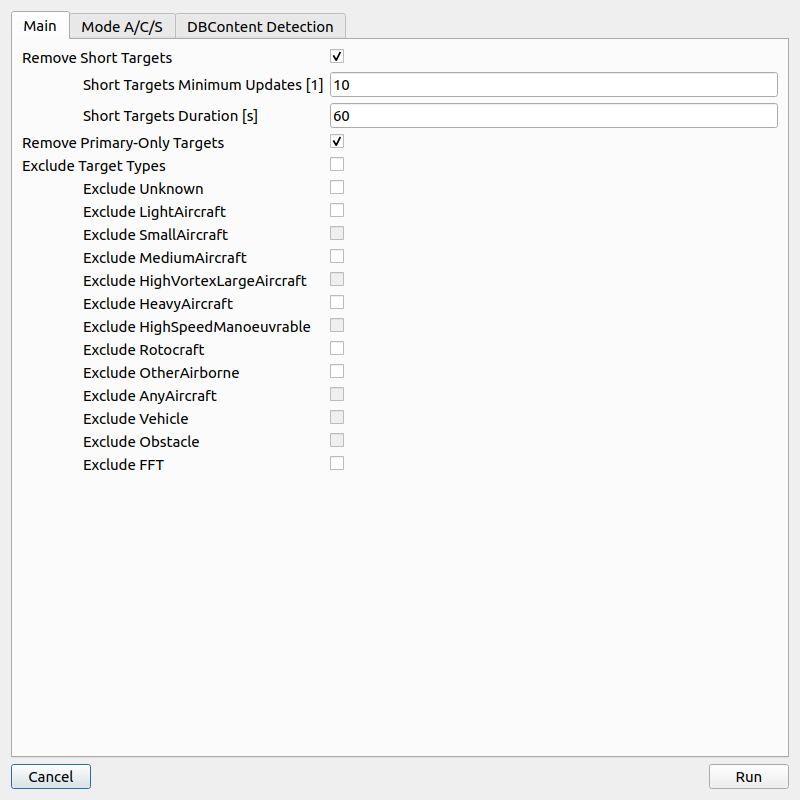 Main Mode A/C/S DBContent Detection
Remove Short Targets
Short Targets Minimum Updates [1] 10
Short Targets Duration [s] 60
Remove Primary-Only Targets
Exclude Target Types
Exclude Unknown
Exclude LightAircraft
Exclude SmallAircraft
Exclude MediumAircraft
Exclude HighVortexLargeAircraft
Exclude HeavyAircraft
Exclude HighSpeedManoeuvrable
Exclude Rotocraft
Exclude OtherAirborne
Exclude AnyAircraft
Exclude Vehicle
Exclude Obstacle
Exclude FFT
Cancel Run